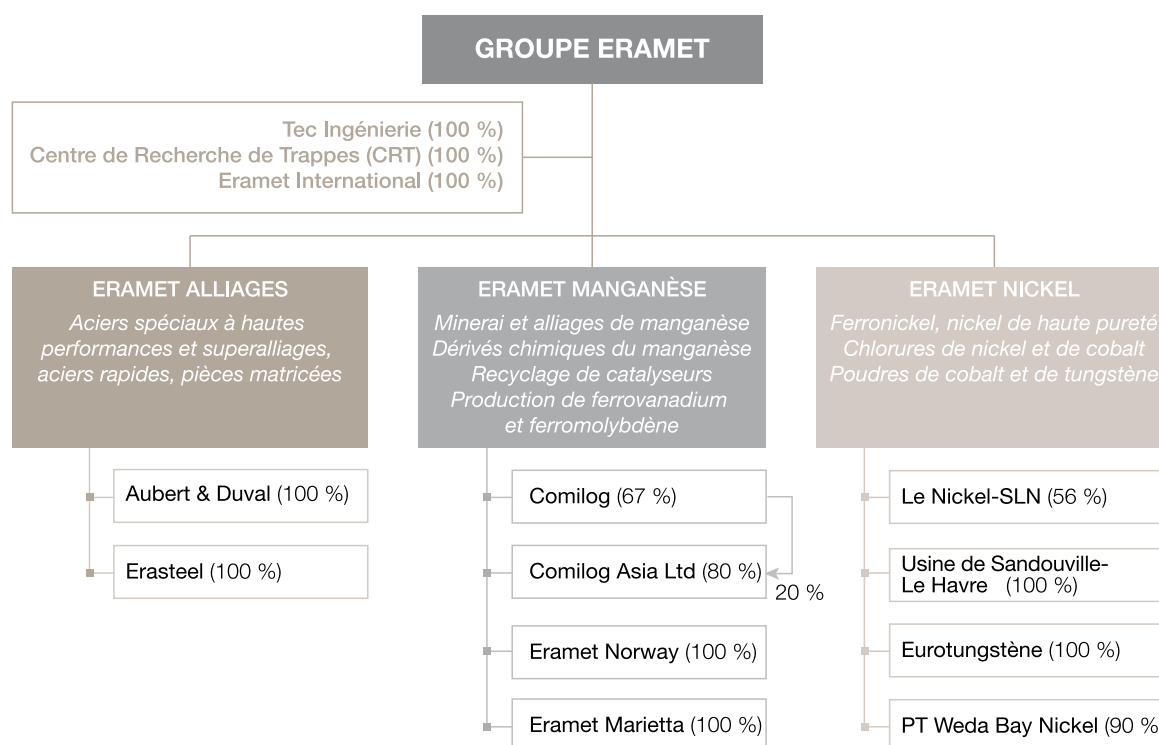 GROUPE ERAMET
Tec Ingénierie (100 %)
Centre de Recherche de Trappes (CRT) (100 %)
Eramet International (100 %)
ERAMET ALLIAGES
Aciers spéciaux à hautes
performances et superalliages,
aciers rapides, pièces matricées
Aubert & Duval (100 %)
Erasteel (100 %)
ERAMET MANGANÈSE
Minerai et alliages de manganèse
Dérivés chimiques du manganèse
Recyclage de catalyseurs
Production de ferrovanadium
et ferromolybdène
Comilog (67 %)
Comilog Asia Ltd (80 %)
20 %
Eramet Norway (100 %)
Eramet Marietta (100 %)
ERAMET NICKEL
Ferronickel, nickel de haute pureté
Chlorures de nickel et de cobalt
Poudres de cobalt et de tungstène
Le Nickel-SLN (56 %)
Usine de Sandouville-
Le Havre (100 %)
Eurotungstène (100 %)
PT Weda Bay Nickel (90 %